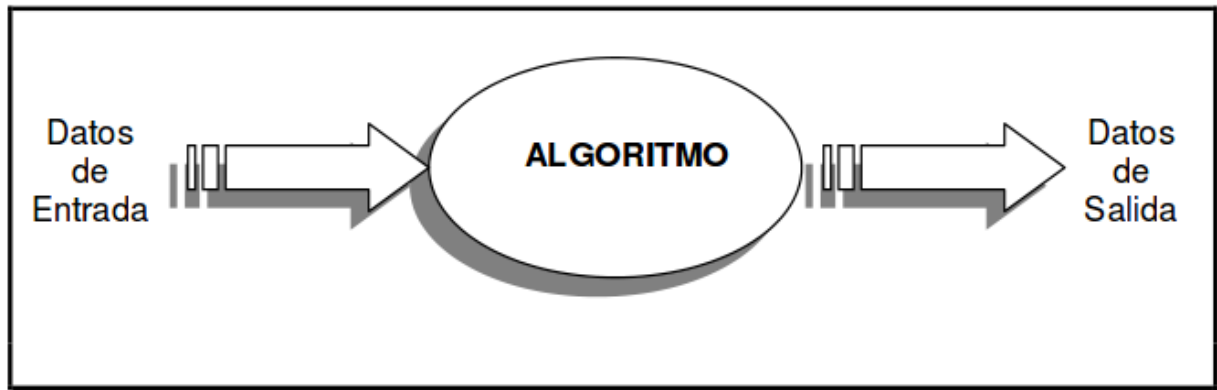 Datos
de
Entrada
ALGORITMO
Datos
de
Salida